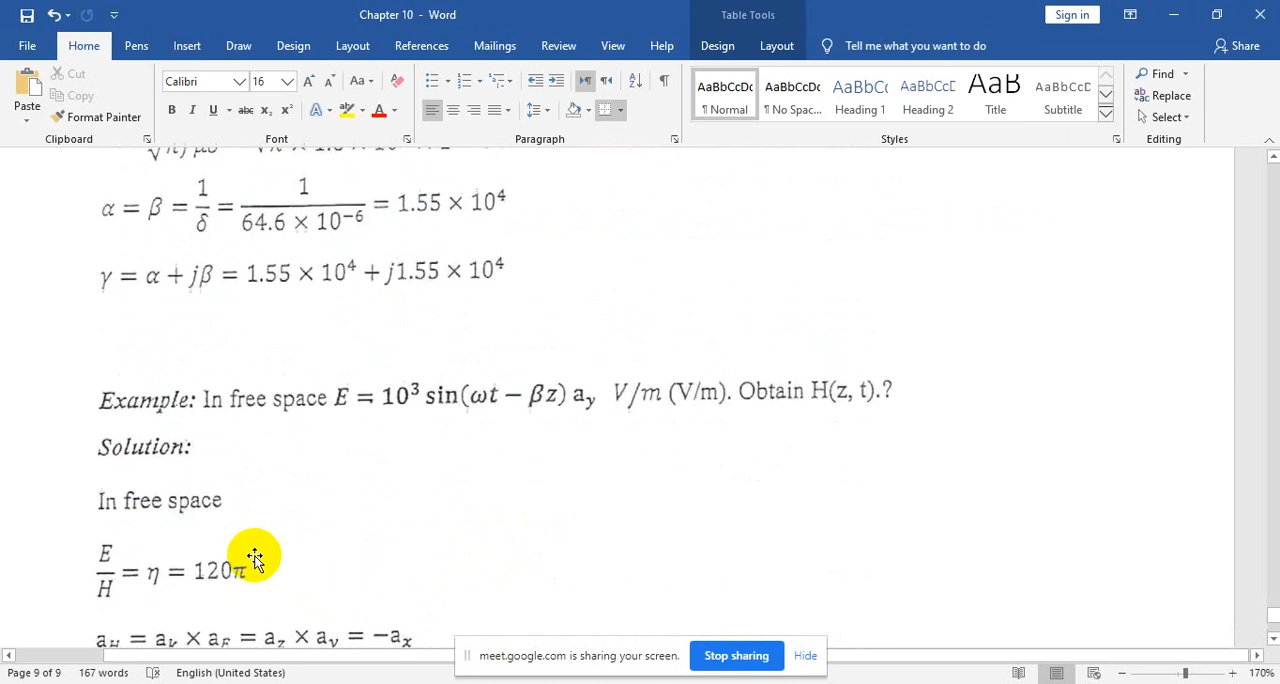 Chapter 10 - Word
Table Tools
Sign in
File Home Pens Insert Draw Design Layout References Mailings Review View Help Design Layout Tell me what you want to do Share
Paste
Cut
Copy
Format Painter
Clipboard
Calibri 16
Font
Paragraph
AaBbCcDc AaBbCcDc AaBbCc AaBbCcD AaB AaBbCcD
¶ Normal ¶ No Spac... Heading 1 Heading 2 Title Subtitle
Styles
Find
Replace
Select
Editing
α = β = 1/δ = 1/(64.6 × 10⁻⁶) = 1.55 × 10⁴
γ = α + jβ = 1.55 × 10⁴ + j1.55 × 10⁴
Example: In free space E = 10³ sin(ωt − βz) a_y V/m (V/m). Obtain H(z, t).?
Solution:
In free space
E/H = η = 120π
a_H = a_k × a_E = a_z × a_y = −a_x
meet.google.com is sharing your screen. Stop sharing Hide
Page 9 of 9 167 words English (United States) 170%